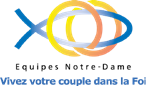 Equipes Notre-Dame
Vivez votre couple dans la Foi